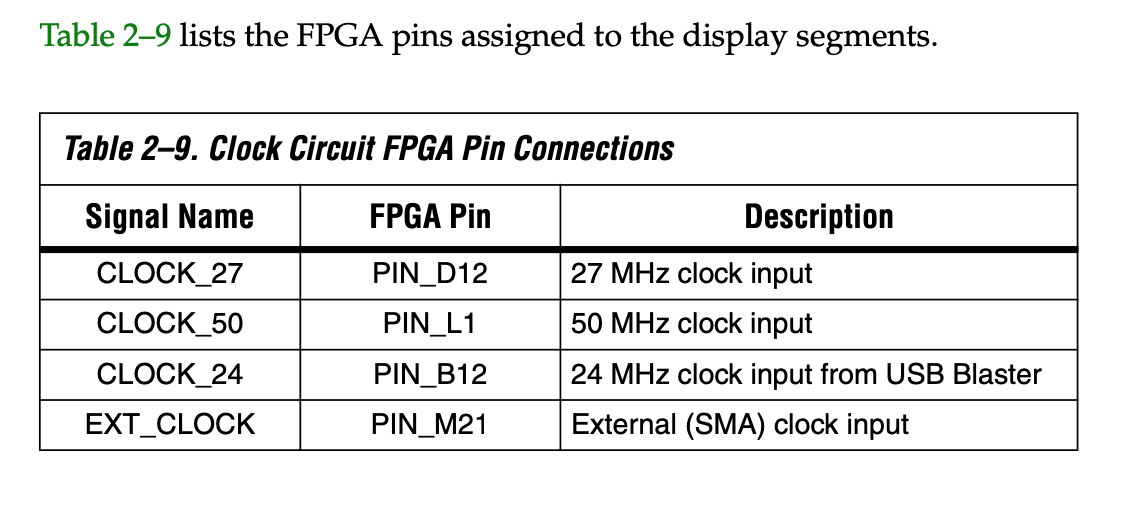 Table 2–9 lists the FPGA pins assigned to the display segments.
Table 2–9. Clock Circuit FPGA Pin Connections
Signal Name FPGA Pin Description
CLOCK_27 PIN_D12 27 MHz clock input
CLOCK_50 PIN_L1 50 MHz clock input
CLOCK_24 PIN_B12 24 MHz clock input from USB Blaster
EXT_CLOCK PIN_M21 External (SMA) clock input